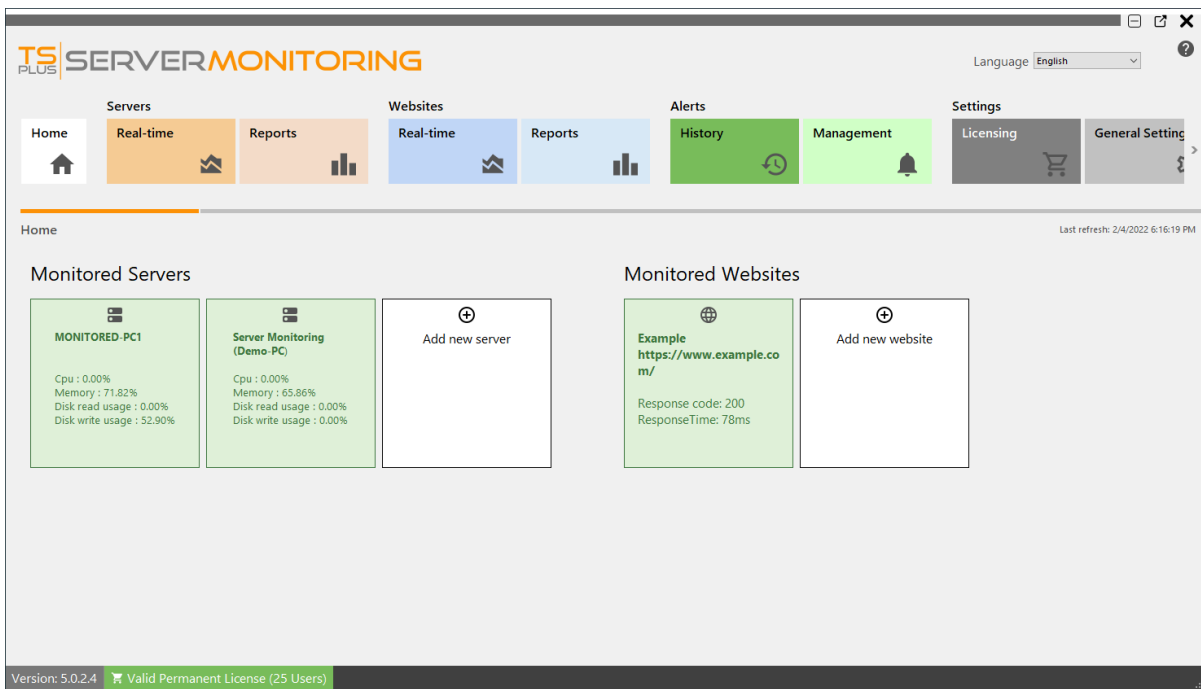 TS PLUS SERVERMONITORING
Language English
Servers
Websites
Alerts
Settings
Home
Real-time
Reports
Real-time
Reports
History
Management
Licensing
General Setting
Home
Last refresh: 2/4/2022 6:16:19 PM
Monitored Servers
Monitored Websites
MONITORED-PC1
Cpu : 0.00%
Memory : 71.82%
Disk read usage : 0.00%
Disk write usage : 52.90%
Server Monitoring
(Demo-PC)
Cpu : 0.00%
Memory : 65.86%
Disk read usage : 0.00%
Disk write usage : 0.00%
Add new server
Example
https://www.example.co
m/
Response code: 200
ResponseTime: 78ms
Add new website
Version: 5.0.2.4
Valid Permanent License (25 Users)